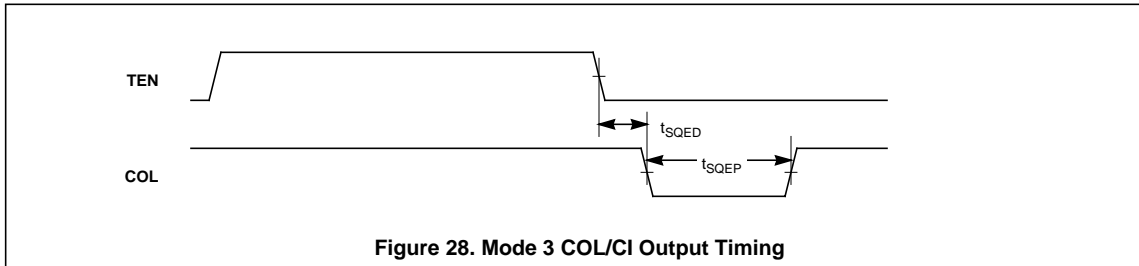 TEN
tSQED
tSQEP
COL
Figure 28. Mode 3 COL/CI Output Timing